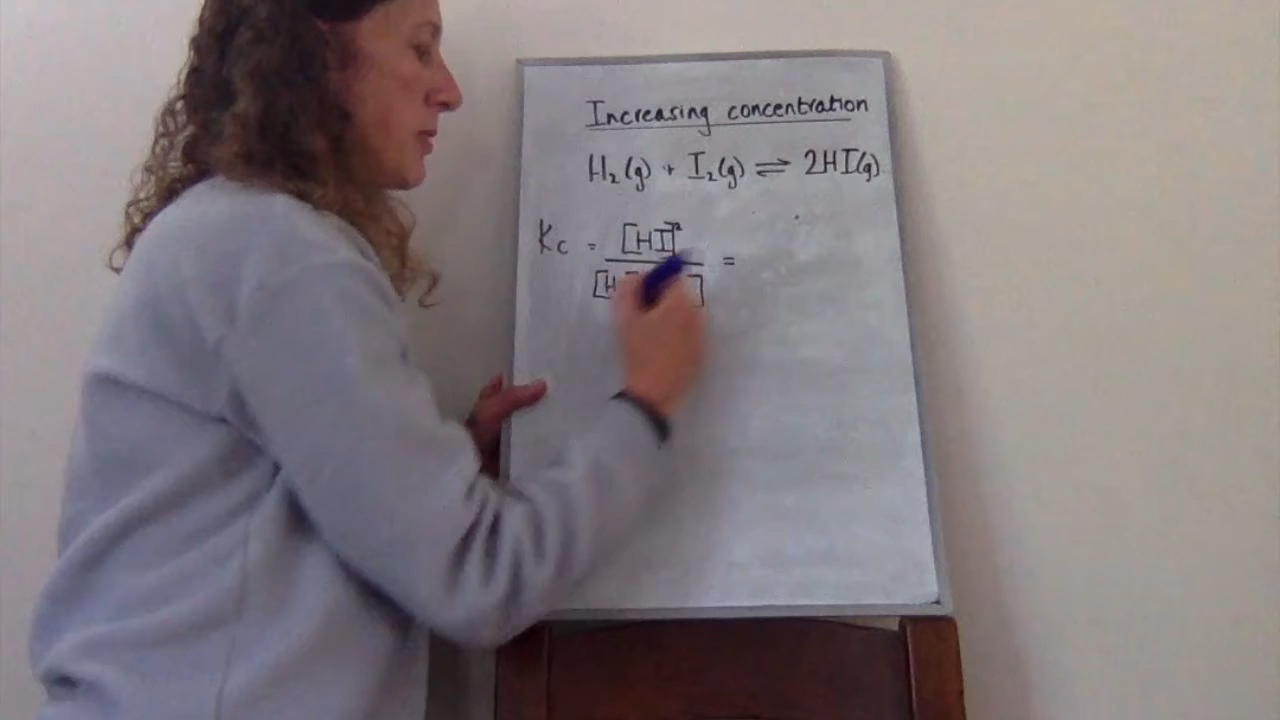 Increasing concentration
H₂(g) + I₂(g) ⇌ 2HI(g)
Kc = [HI]² =
[H ]